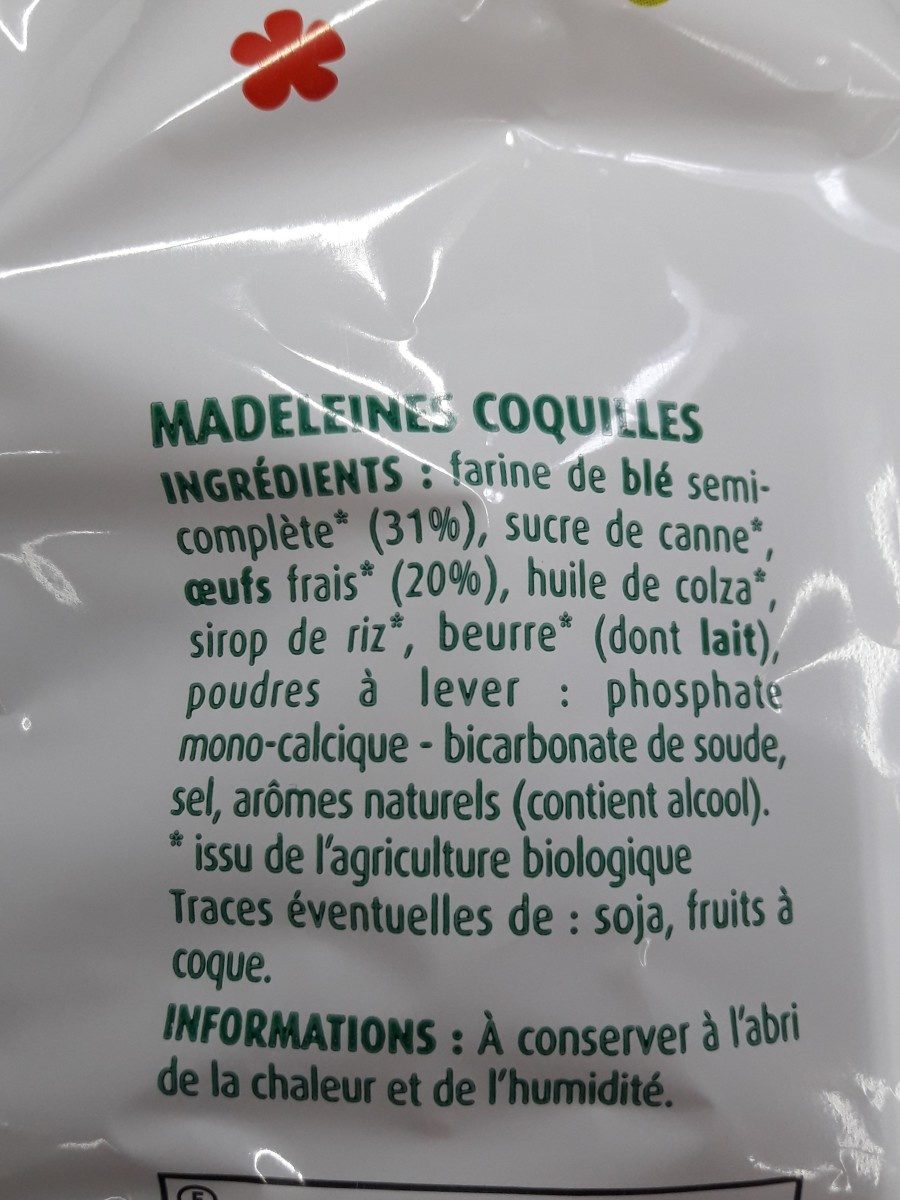 MADELEINES COQUILLES
INGRÉDIENTS : farine de blé semi-
complète* (31%), sucre de canne*,
œufs frais* (20%), huile de colza*,
sirop de riz*, beurre* (dont lait),
poudres à lever : phosphate
mono-calcique - bicarbonate de soude,
sel, arômes naturels (contient alcool).
* issu de l'agriculture biologique
Traces éventuelles de : soja, fruits à
coque.
INFORMATIONS : À conserver à l'abri
de la chaleur et de l'humidité.